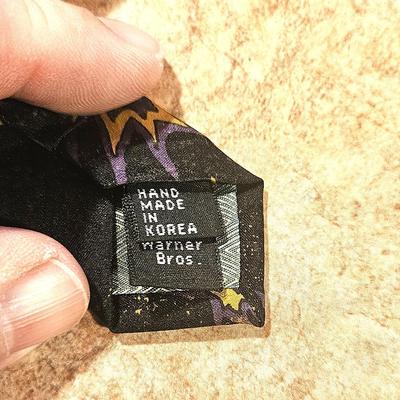 HAND
MADE
IN
KOREA
Warner
Bros.